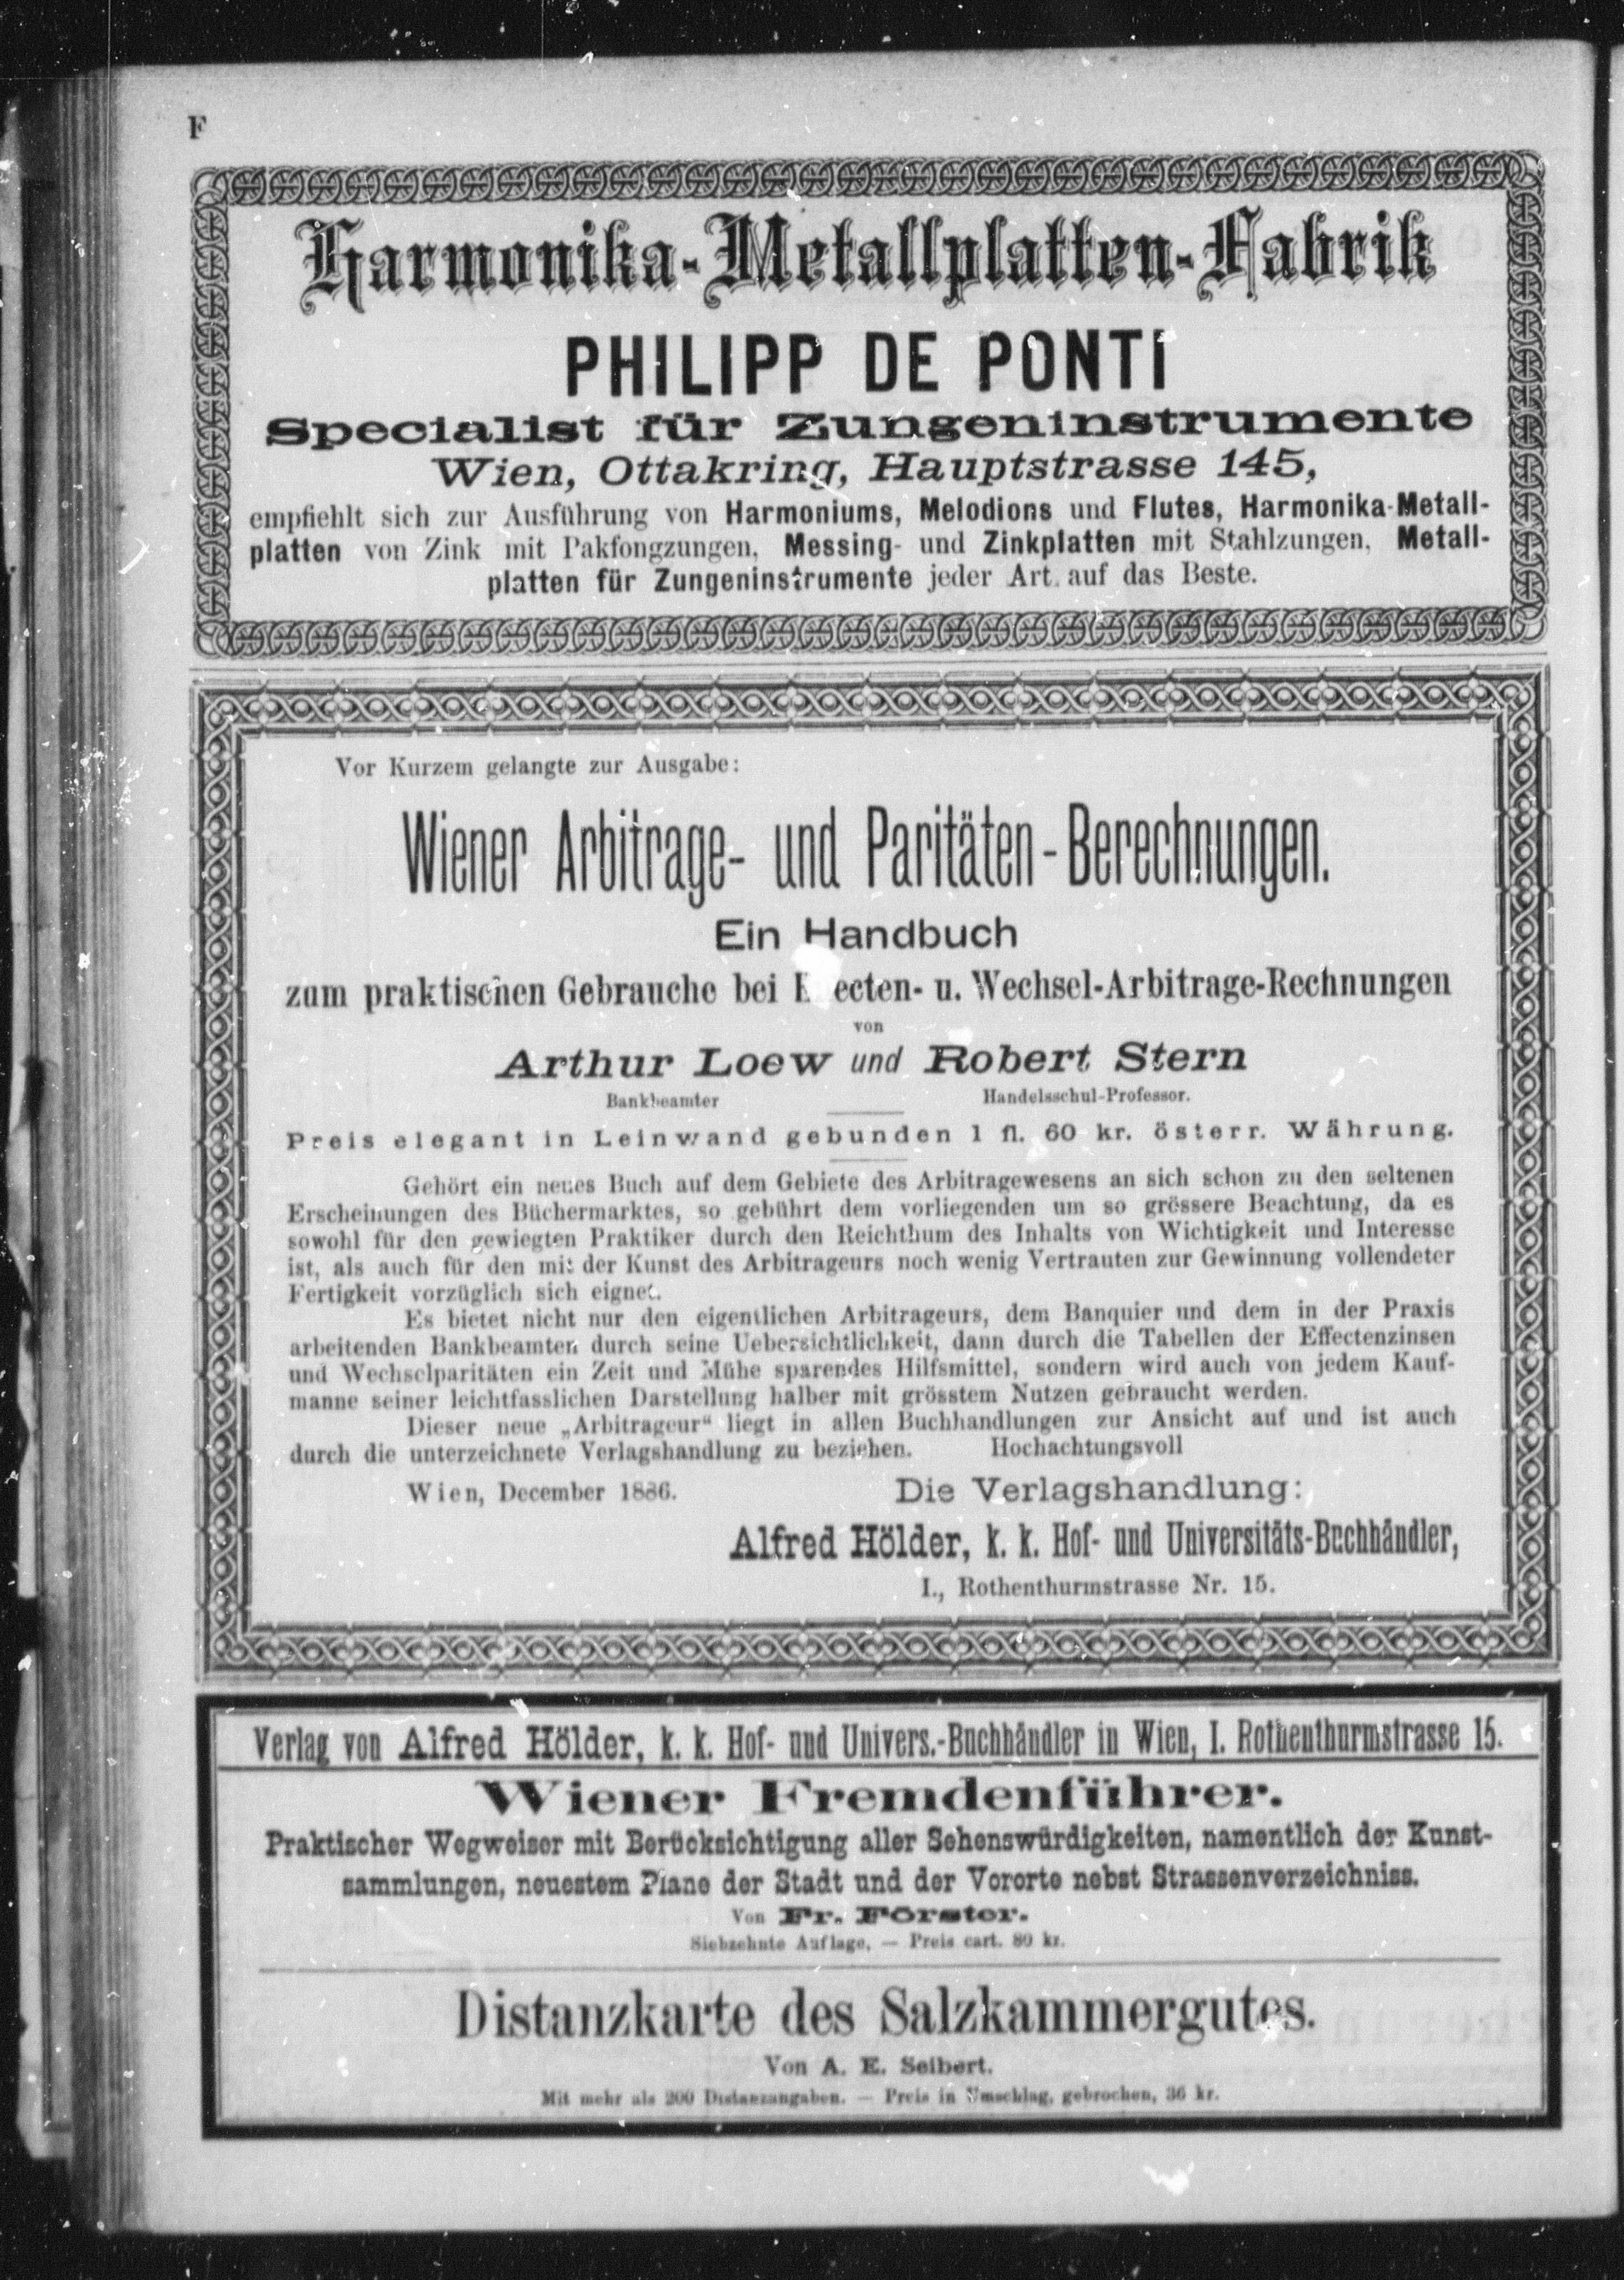 F
Harmonika-Metallplatten-Fabrik
PHILIPP DE PONTI
Specialist für Zungeninstrumente
Wien, Ottakring, Hauptstrasse 145,
empfiehlt sich zur Ausführung von Harmoniums, Melodions und Flutes, Harmonika-Metall-
platten von Zink mit Pakfongzungen, Messing- und Zinkplatten mit Stahlzungen, Metall-
platten für Zungeninstrumente jeder Art auf das Beste.
Vor Kurzem gelangte zur Ausgabe:
Wiener Arbitrage- und Paritäten-Berechnungen.
Ein Handbuch
zum praktischen Gebrauche bei Effecten- u. Wechsel-Arbitrage-Rechnungen
von
Arthur Loew und Robert Stern
Bankbeamter Handelsschul-Professor.
Preis elegant in Leinwand gebunden 1 fl. 60 kr. österr. Währung.
Gehört ein neues Buch auf dem Gebiete des Arbitragewesens an sich schon zu den seltenen
Erscheinungen des Büchermarktes, so gebührt dem vorliegenden um so grössere Beachtung, da es
sowohl für den gewiegten Praktiker durch den Reichthum des Inhalts von Wichtigkeit und Interesse
ist, als auch für den mit der Kunst des Arbitrageurs noch wenig Vertrauten zur Gewinnung vollendeter
Fertigkeit vorzüglich sich eignet.
Es bietet nicht nur den eigentlichen Arbitrageurs, dem Banquier und dem in der Praxis
arbeitenden Bankbeamten durch seine Uebersichtlichkeit, dann durch die Tabellen der Effectenzinsen
und Wechselparitäten ein Zeit und Mühe sparendes Hilfsmittel, sondern wird auch von jedem Kauf-
manne seiner leichtfasslichen Darstellung halber mit grösstem Nutzen gebraucht werden.
Dieser neue „Arbitrageur“ liegt in allen Buchhandlungen zur Ansicht auf und ist auch
durch die unterzeichnete Verlagshandlung zu beziehen. Hochachtungsvoll
Wien, December 1886. Die Verlagshandlung:
Alfred Hölder, k. k. Hof- und Universitäts-Buchhändler,
I., Rothenthurmstrasse Nr. 15.
Verlag von Alfred Hölder, k. k. Hof- und Univers.-Buchhändler in Wien, I. Rothenthurmstrasse 15.
Wiener Fremdenführer.
Praktischer Wegweiser mit Berücksichtigung aller Sehenswürdigkeiten, namentlich der Kunst-
sammlungen, neuestem Plane der Stadt und der Vororte nebst Strassenverzeichniss.
Von Fr. Förster.
Siebzehnte Auflage. — Preis cart. 80 kr.
Distanzkarte des Salzkammergutes.
Von A. E. Seibert.
Mit mehr als 200 Distanzangaben. — Preis in Umschlag, gebrochen, 36 kr.